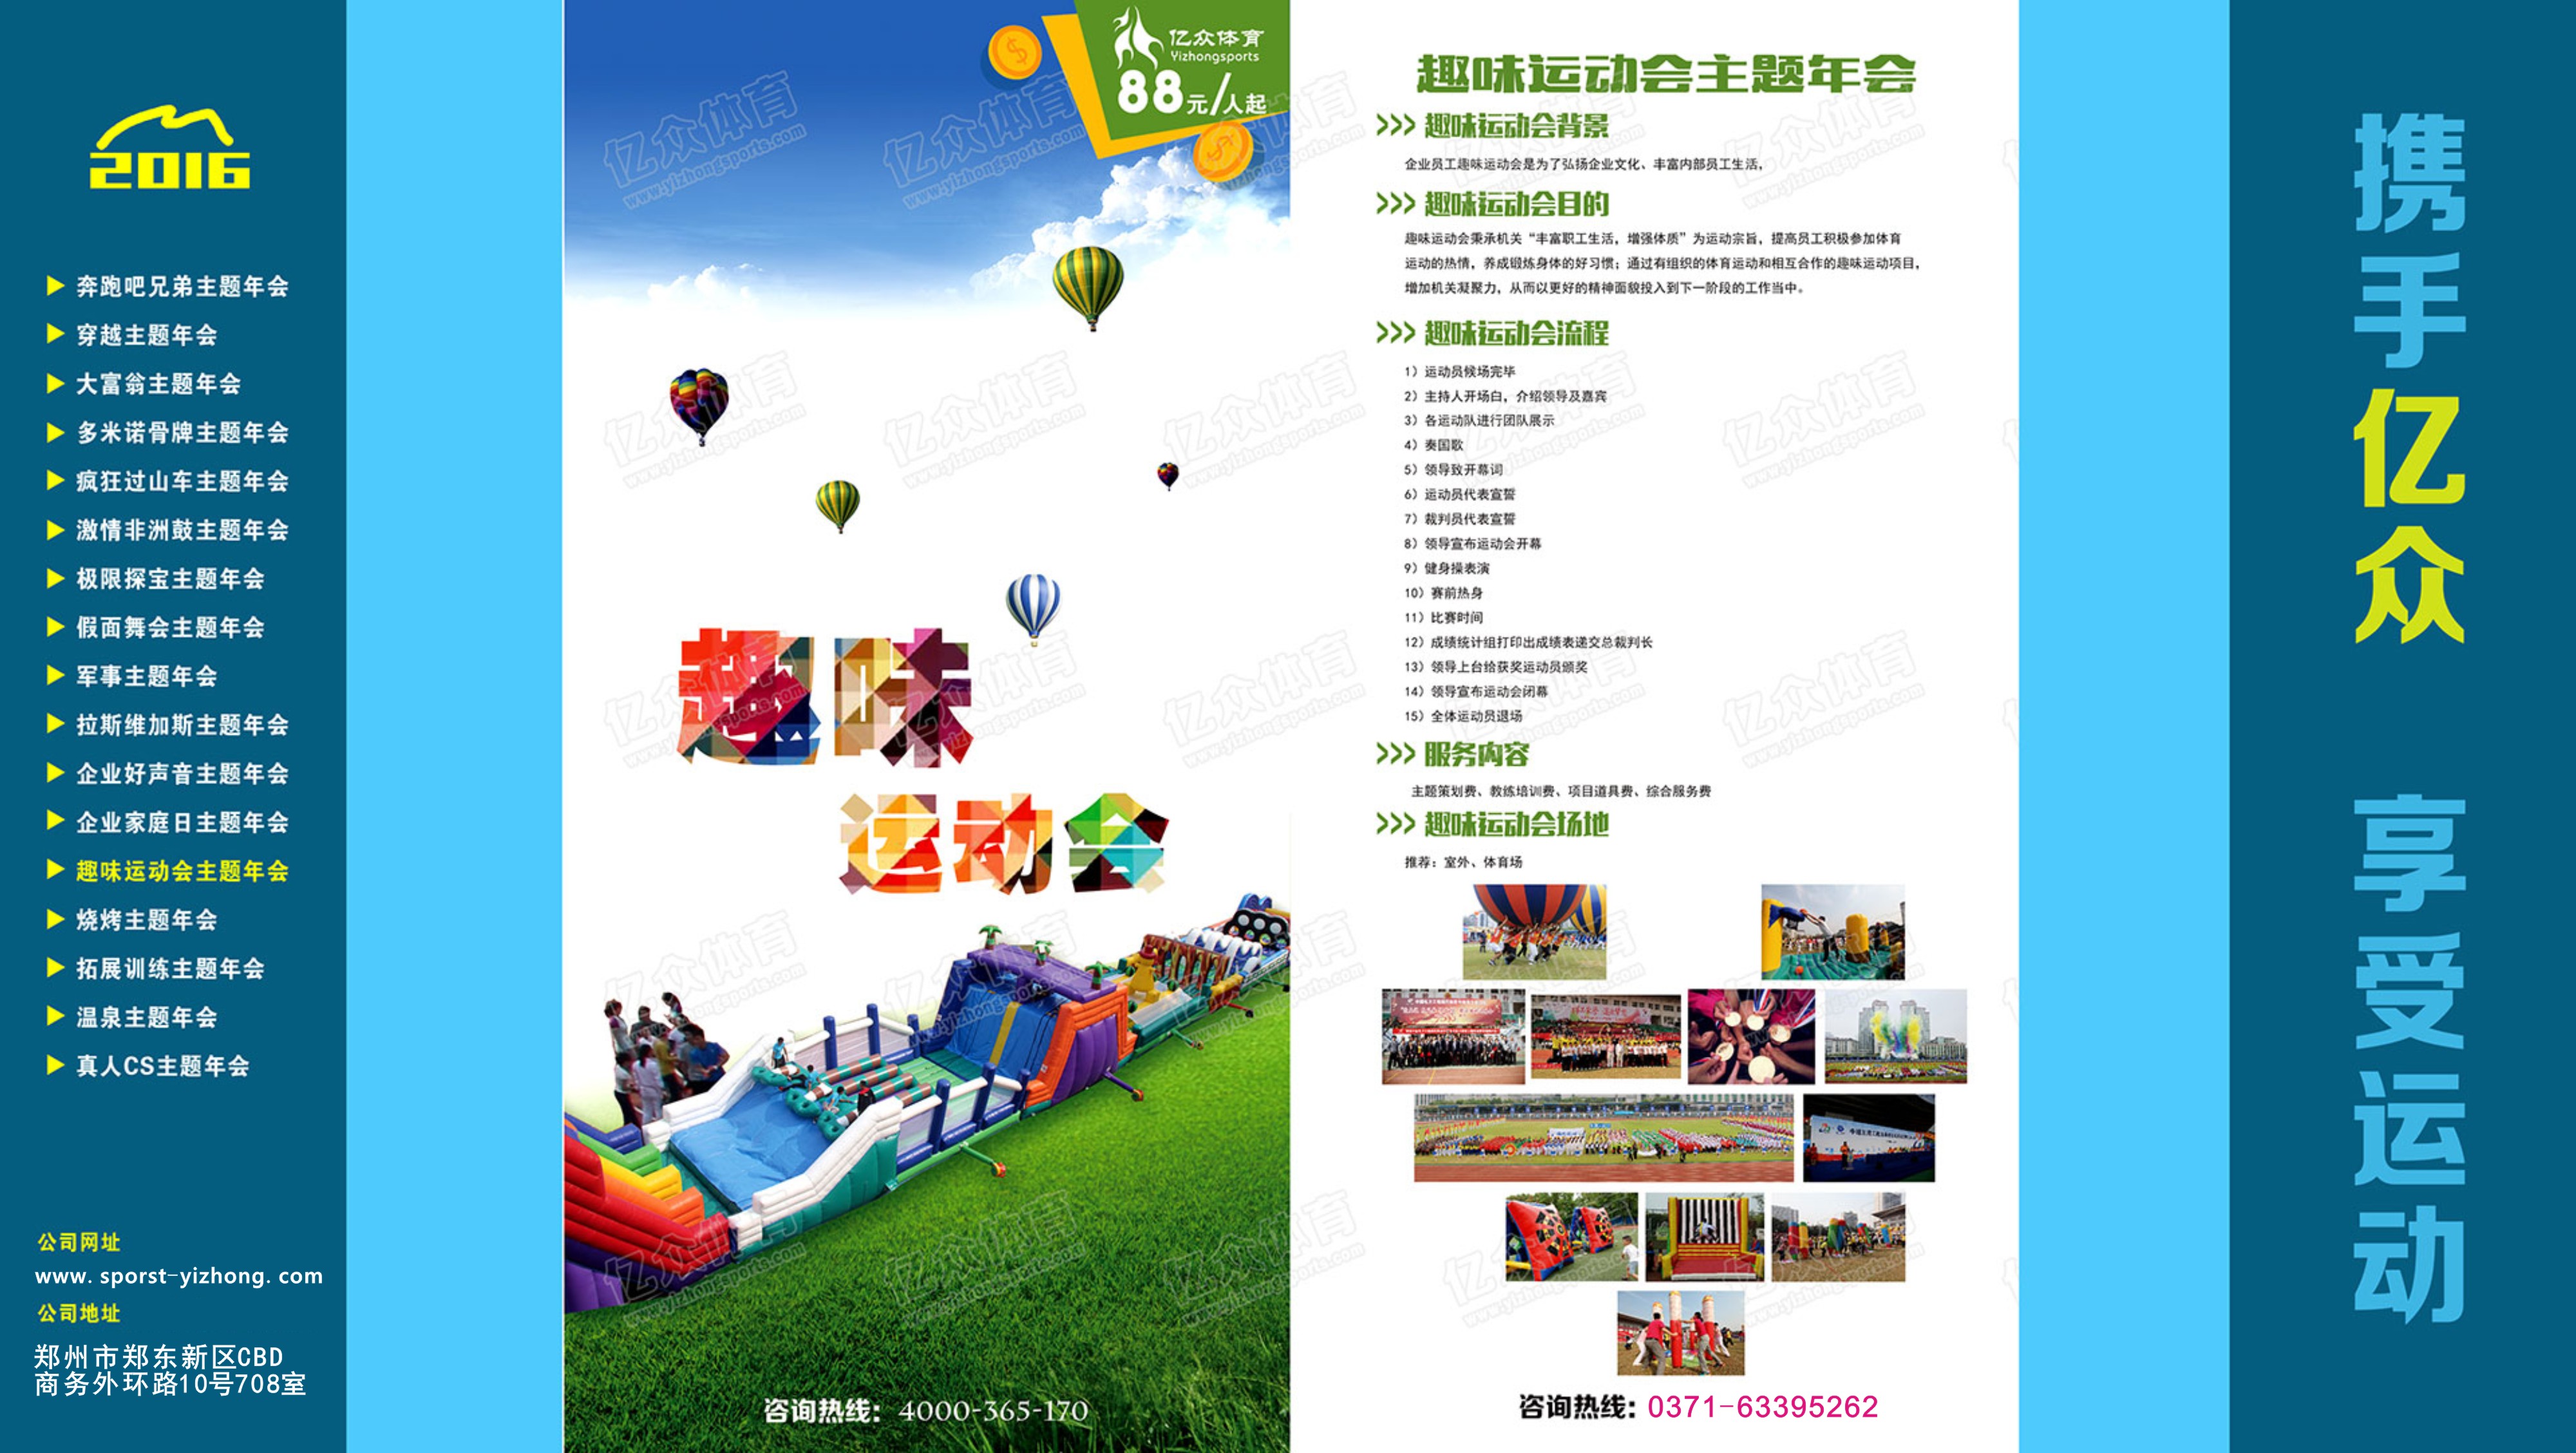 2016
奔跑吧兄弟主题年会
穿越主题年会
大富翁主题年会
多米诺骨牌主题年会
疯狂过山车主题年会
激情非洲鼓主题年会
极限探宝主题年会
假面舞会主题年会
军事主题年会
拉斯维加斯主题年会
企业好声音主题年会
企业家庭日主题年会
趣味运动会主题年会
烧烤主题年会
拓展训练主题年会
温泉主题年会
真人CS主题年会
公司网址
www.sporst-yizhong.com
公司地址
郑州市郑东新区CBD
商务外环路10号708室
亿众体育
Yizhongsports
88元/人起
趣味
运动会
咨询热线：4000-365-170
趣味运动会主题年会
>>> 趣味运动会背景
企业员工趣味运动会是为了弘扬企业文化、丰富内部员工生活，
>>> 趣味运动会目的
趣味运动会秉承机关“丰富职工生活，增强体质”为运动宗旨，提高员工积极参加体育
运动的热情，养成锻炼身体的好习惯；通过有组织的体育运动和相互合作的趣味运动项目，
增加机关凝聚力，从而以更好的精神面貌投入到下一阶段的工作当中。
>>> 趣味运动会流程
1）运动员候场完毕
2）主持人开场白，介绍领导及嘉宾
3）各运动队进行团队展示
4）奏国歌
5）领导致开幕词
6）运动员代表宣誓
7）裁判员代表宣誓
8）领导宣布运动会开幕
9）健身操表演
10）赛前热身
11）比赛时间
12）成绩统计组打印出成绩表递交总裁判长
13）领导上台给获奖运动员颁奖
14）领导宣布运动会闭幕
15）全体运动员退场
>>> 服务内容
主题策划费、教练培训费、项目道具费、综合服务费
>>> 趣味运动会场地
推荐：室外、体育场
咨询热线：0371-63395262
携手亿众 享受运动
亿众体育
www.yizhongsports.com